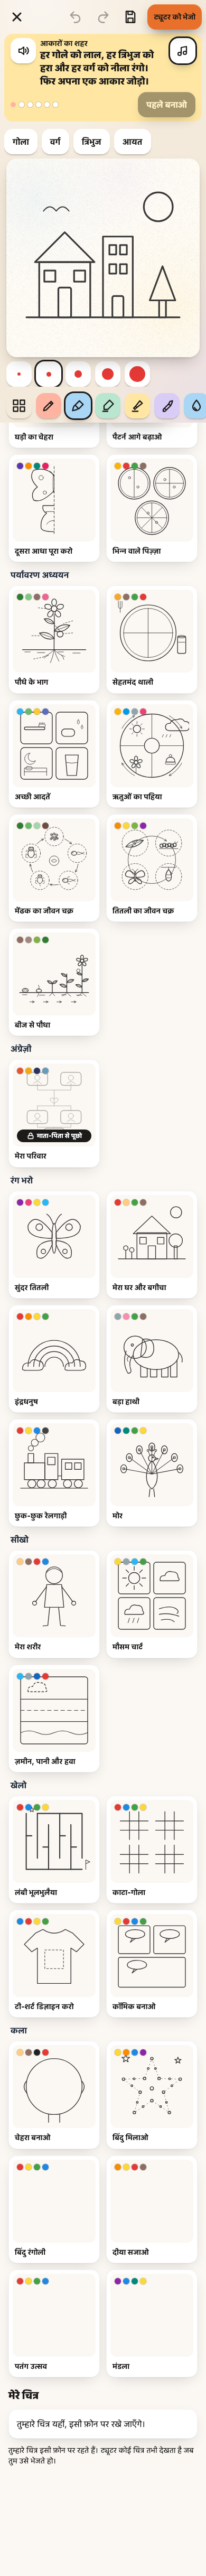 ट्यूटर को भेजो
आकारों का शहर
हर गोले को लाल, हर त्रिभुज को
हरा और हर वर्ग को नीला रंगो।
फिर अपना एक आकार जोड़ो।
पहले बनाओ
गोला वर्ग त्रिभुज आयत
घड़ी का चेहरा
पैटर्न आगे बढ़ाओ
दूसरा आधा पूरा करो
भिन्न वाले पिज़्ज़ा
पर्यावरण अध्ययन
पौधे के भाग
सेहतमंद थाली
अच्छी आदतें
ऋतुओं का पहिया
मेंढक का जीवन चक्र
तितली का जीवन चक्र
बीज से पौधा
अंग्रेज़ी
माता-पिता से पूछो
मेरा परिवार
रंग भरो
सुंदर तितली
मेरा घर और बगीचा
इंद्रधनुष
बड़ा हाथी
छुक-छुक रेलगाड़ी
मोर
सीखो
मेरा शरीर
मौसम चार्ट
ज़मीन, पानी और हवा
खेलो
लंबी भूलभुलैया
काटा-गोला
टी-शर्ट डिज़ाइन करो
कॉमिक बनाओ
कला
चेहरा बनाओ
बिंदु मिलाओ
बिंदु रंगोली
दीया सजाओ
पतंग उत्सव
मंडला
मेरे चित्र
तुम्हारे चित्र यहीं, इसी फ़ोन पर रखे जाएँगे।
तुम्हारे चित्र इसी फ़ोन पर रहते हैं। ट्यूटर कोई चित्र तभी देखता है जब
तुम उसे भेजते हो।